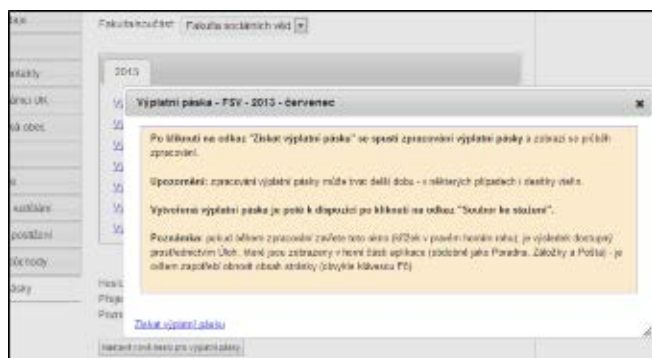 Fakulta/součást: Fakulta sociálních věd
2013
kontakty
Výplatní páska - FSV - 2013 - červenec
Po kliknutí na odkaz "Získat výplatní pásku" se spustí zpracování výplatní pásky a zobrazí se průběh
zpracování.
Upozornění: zpracování výplatní pásky může trvat delší dobu - v některých případech i desítky vteřin.
Vytvořená výplatní páska je poté k dispozici po kliknutí na odkaz "Soubor ke stažení".
Poznámka: pokud během zpracování zavřete toto okno (křížek v pravém horním rohu), je výsledek dostupný
prostřednictvím Úloh, které jsou zobrazeny v horní části aplikace (obdobně jako Poradna, Záložky a Pošta) - je
ovšem zapotřebí obnovit obsah stránky (obvykle klávesou F5)
Získat výplatní pásku
Nastavit nové heslo pro výplatní pásky